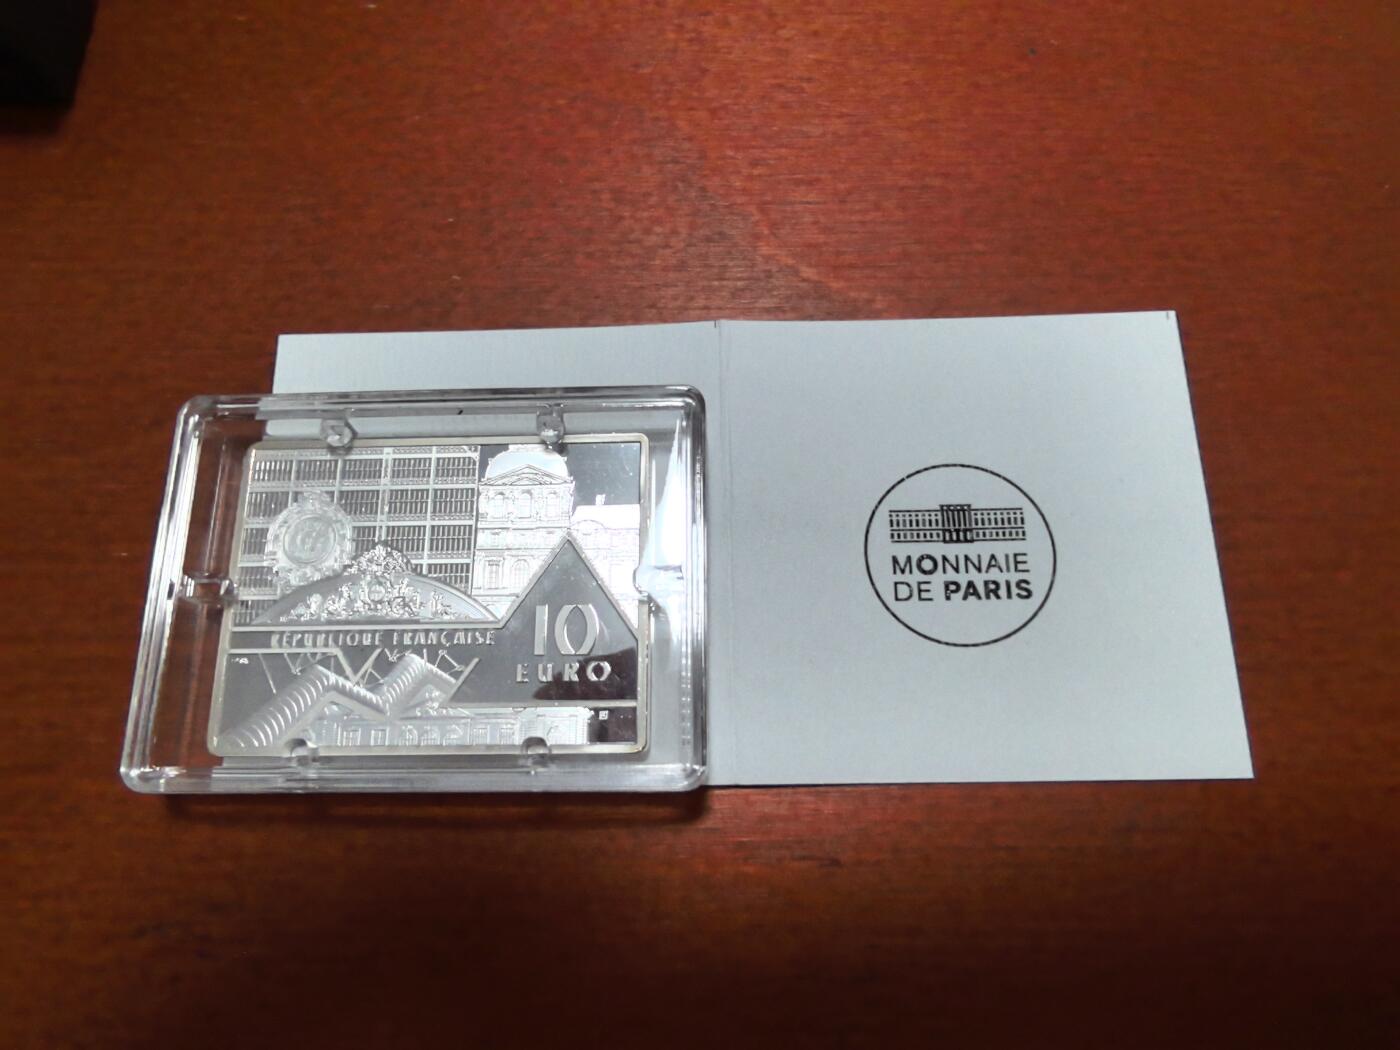 RÉPUBLIQUE FRANÇAISE
10
EURO
MONNAIE
DE PARIS